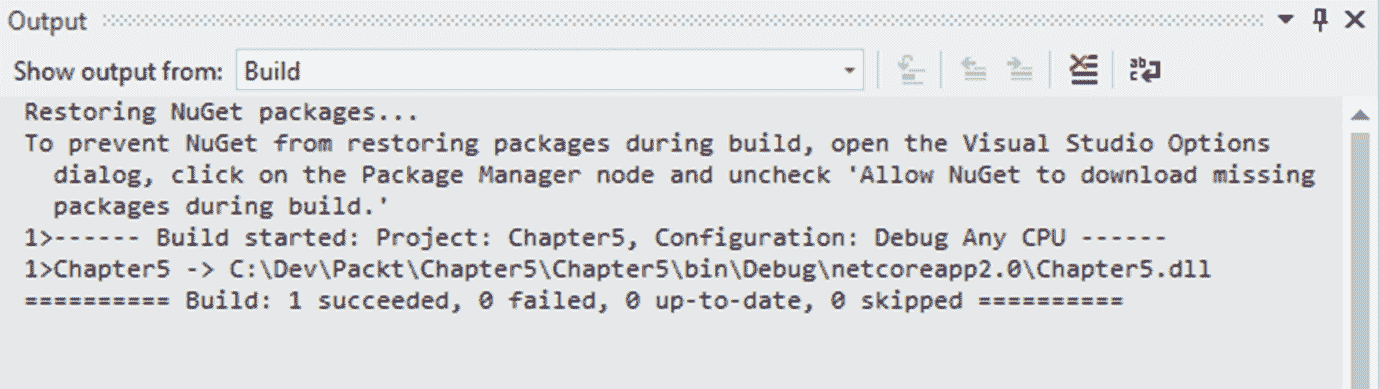 Output
Show output from: Build
Restoring NuGet packages...
To prevent NuGet from restoring packages during build, open the Visual Studio Options
dialog, click on the Package Manager node and uncheck 'Allow NuGet to download missing
packages during build.'
1>------ Build started: Project: Chapter5, Configuration: Debug Any CPU ------
1>Chapter5 -> C:\Dev\Packt\Chapter5\Chapter5\bin\Debug\netcoreapp2.0\Chapter5.dll
========== Build: 1 succeeded, 0 failed, 0 up-to-date, 0 skipped ==========